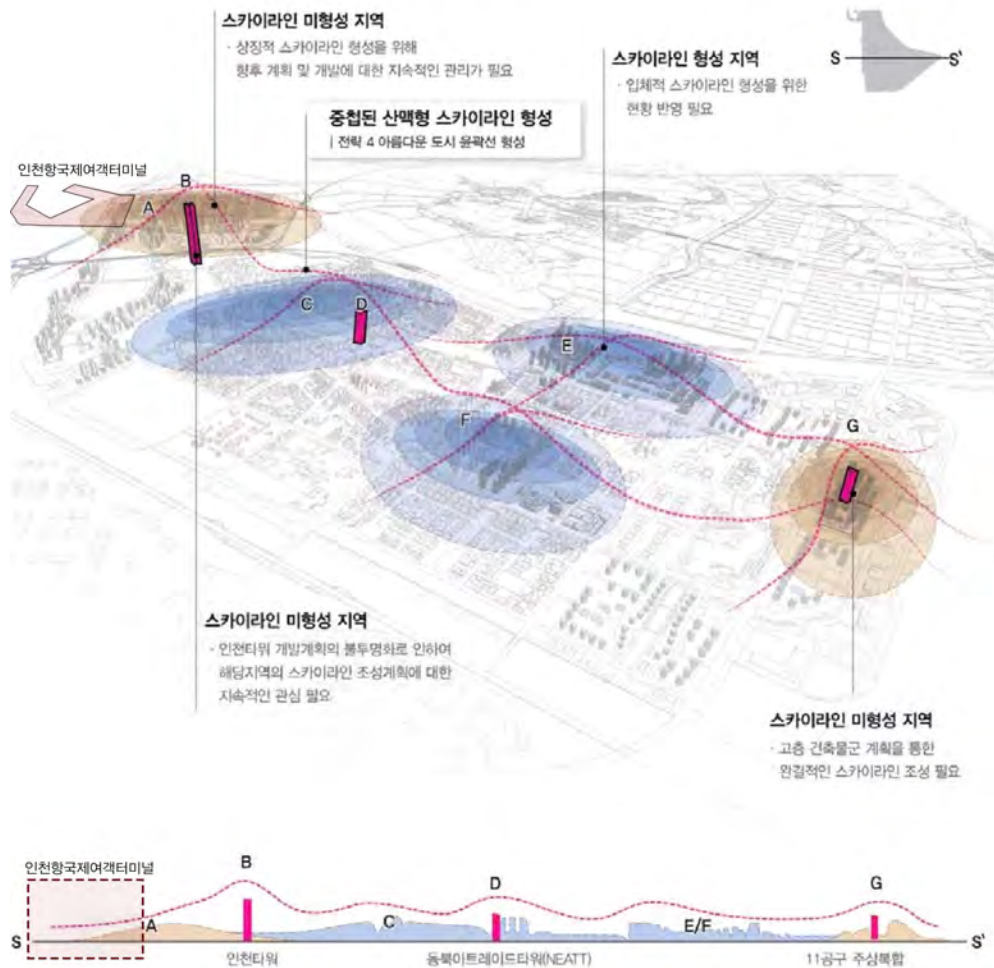 스카이라인 미형성 지역
· 상징적 스카이라인 형성을 위해
향후 계획 및 개발에 대한 지속적인 관리가 필요
스카이라인 형성 지역
· 입체적 스카이라인 형성을 위한
현황 반영 필요
S
S'
중첩된 산맥형 스카이라인 형성
| 전략 4 아름다운 도시 윤곽선 형성
인천항국제여객터미널
B
A
C
D
E
F
G
스카이라인 미형성 지역
· 인천타워 개발계획의 불투명화로 인하여
해당지역의 스카이라인 조성계획에 대한
지속적인 관심 필요
스카이라인 미형성 지역
· 고층 건축물군 계획을 통한
완결적인 스카이라인 조성 필요
인천항국제여객터미널
B
D
G
A
C
E/F
S
S'
인천타워
동북아트레이드타워(NEATT)
11공구 주상복합